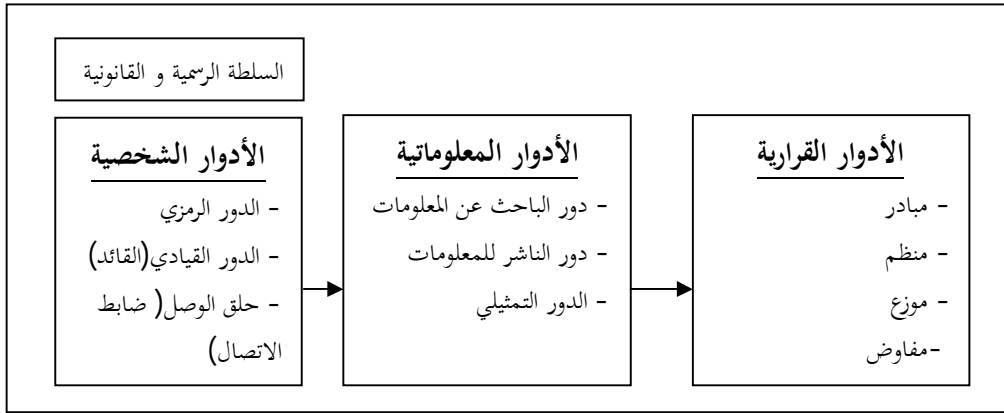 السلطة الرسمية و القانونية
الأدوار الشخصية
- الدور الرمزي
- الدور القيادي(القائد)
- حلق الوصل( ضابط
الاتصال)
الأدوار المعلوماتية
- دور الباحث عن المعلومات
- دور الناشر للمعلومات
- الدور التمثيلي
الأدوار القرارية
- مبادر
- منظم
- موزع
-مفاوض